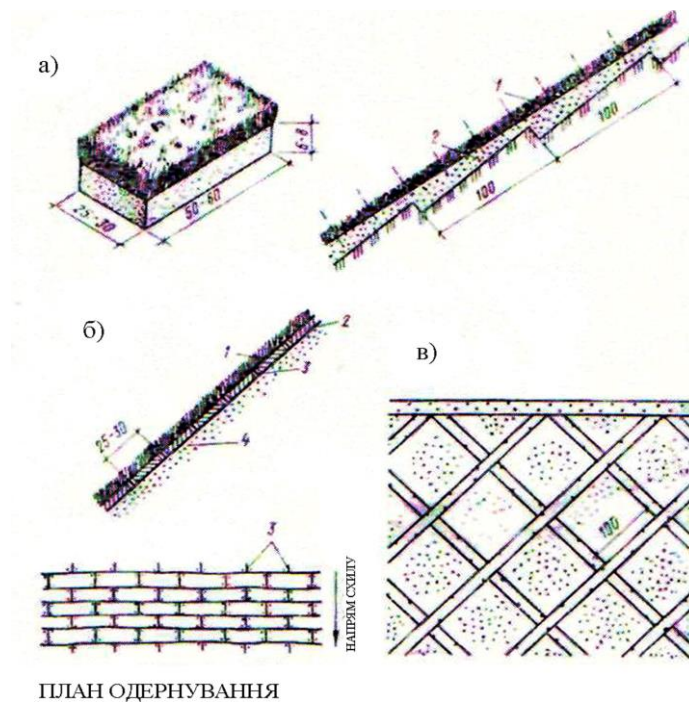 а)
6-8
25-30
50-60
1
2
100
100
б)
1
2
3
4
25-30
3
НАПРЯМ СХИЛУ
в)
100
ПЛАН ОДЕРНУВАННЯ